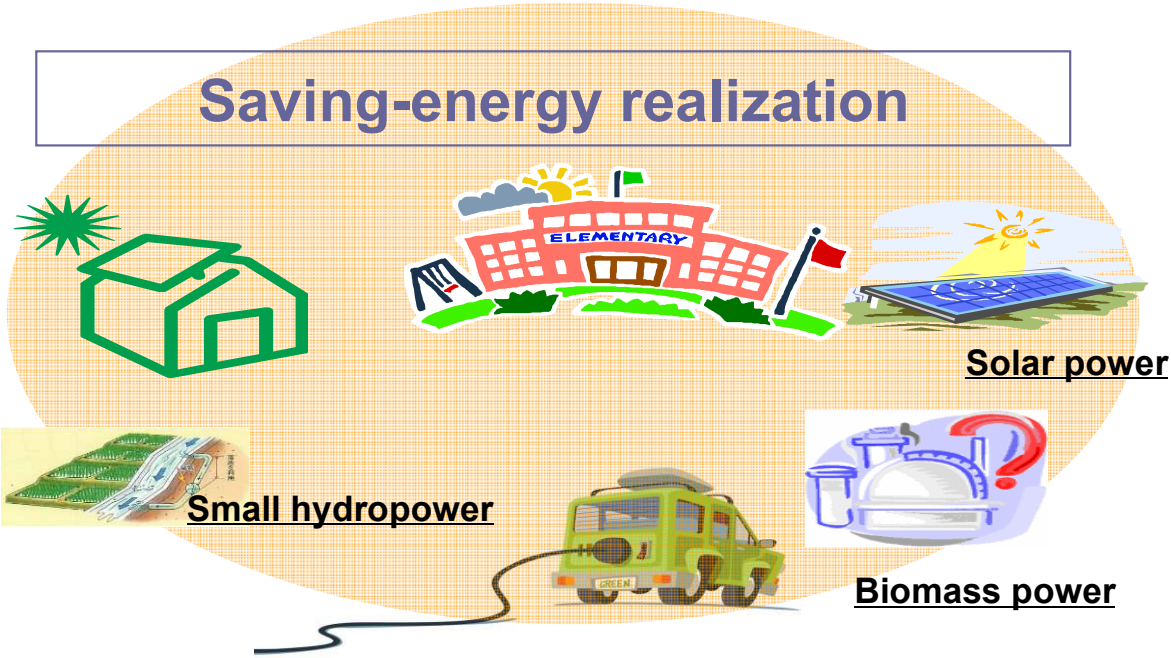 Saving-energy realization
ELEMENTARY
Solar power
Small hydropower
GREEN
Biomass power